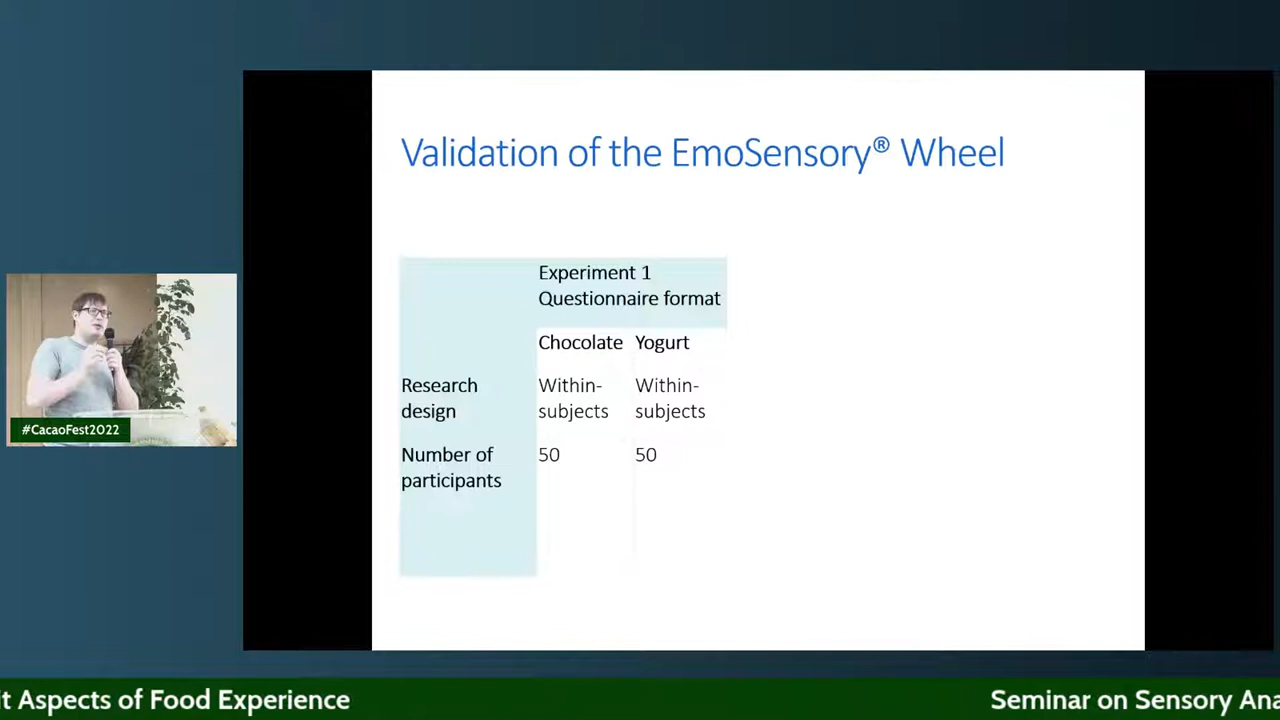 Validation of the EmoSensory® Wheel
Experiment 1
Questionnaire format
Chocolate Yogurt
Research design
Within-subjects
Within-subjects
Number of participants
50 50
#CacaoFest2022
it Aspects of Food Experience
Seminar on Sensory Ana